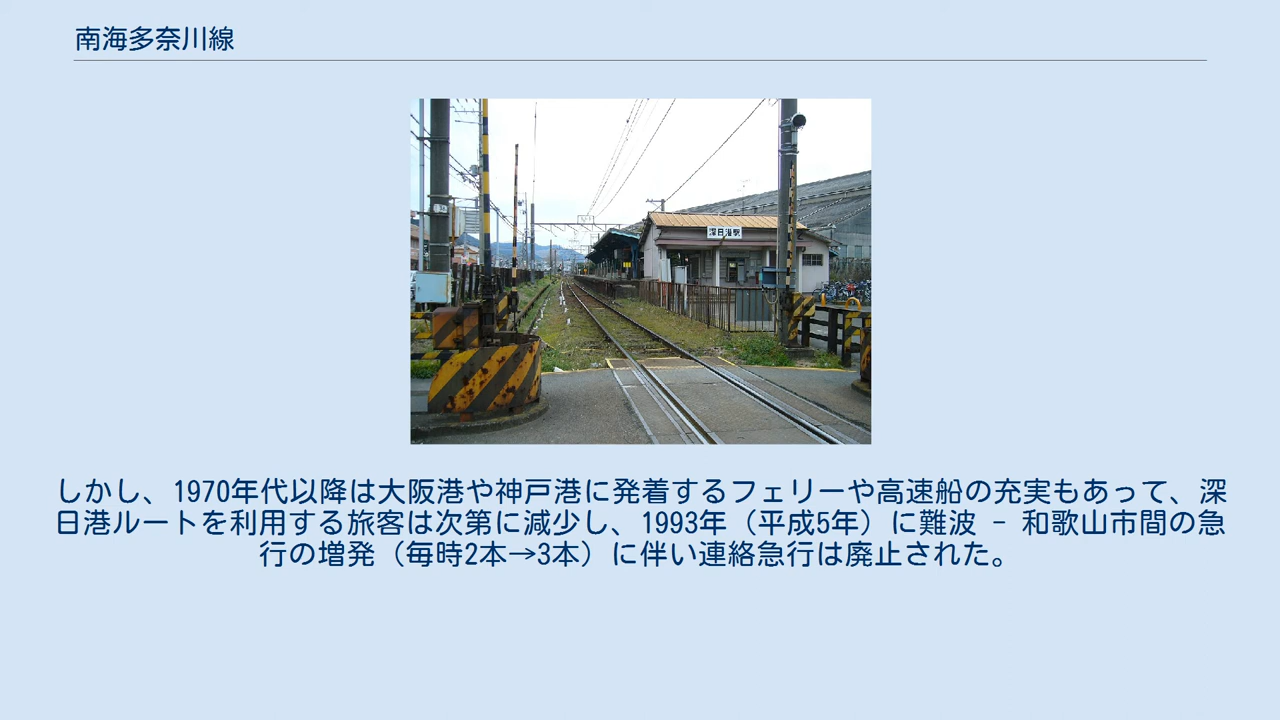 南海多奈川線
深日港駅
しかし、1970年代以降は大阪港や神戸港に発着するフェリーや高速船の充実もあって、深
日港ルートを利用する旅客は次第に減少し、1993年（平成5年）に難波 - 和歌山市間の急
行の増発（毎時2本→3本）に伴い連絡急行は廃止された。